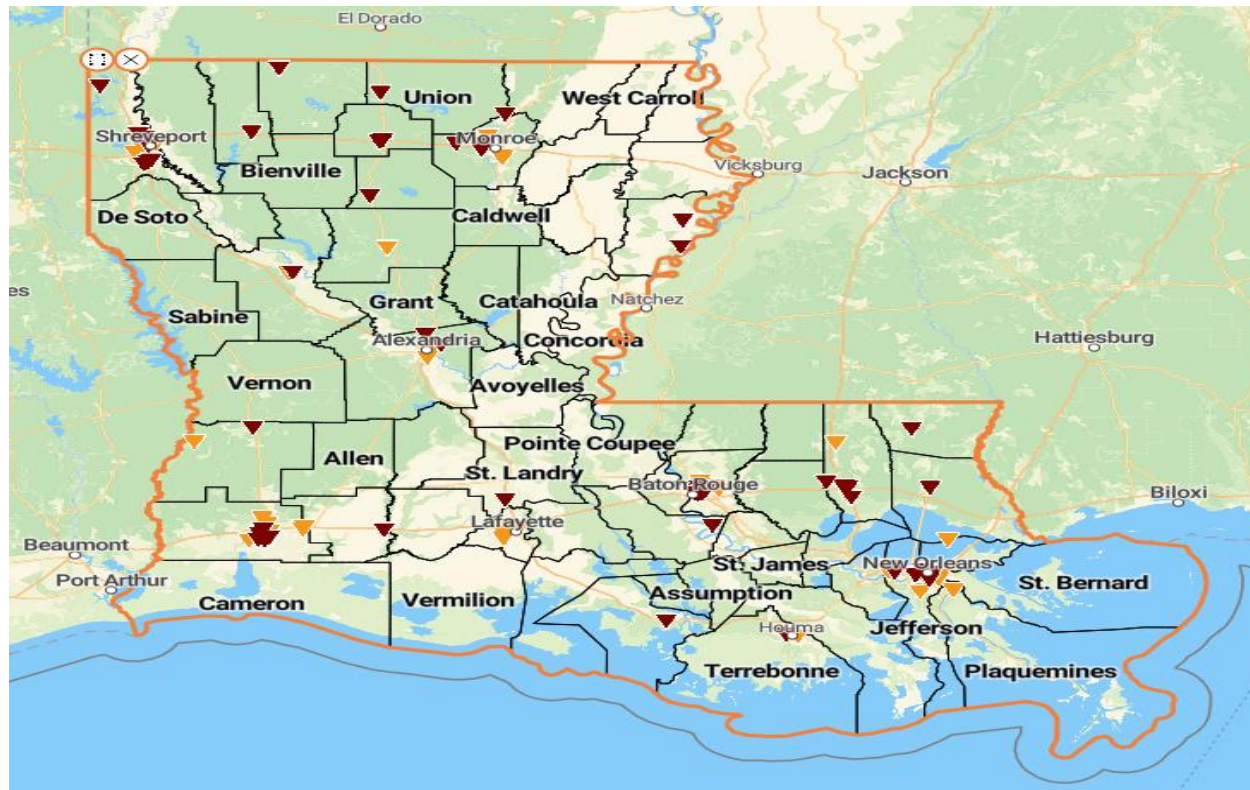 El Dorado
Union
West Carroll
Shreveport
Monroe
Vicksburg
Bienville
Jackson
De Soto
Caldwell
Grant
Catahoula
Natchez
Sabine
Alexandria
Concordia
Hattiesburg
Vernon
Avoyelles
Pointe Coupee
Allen
St. Landry
Baton Rouge
Biloxi
Lafayette
Beaumont
New Orleans
St. James
Port Arthur
St. Bernard
Assumption
Cameron
Vermilion
Houma
Jefferson
Terrebonne
Plaquemines